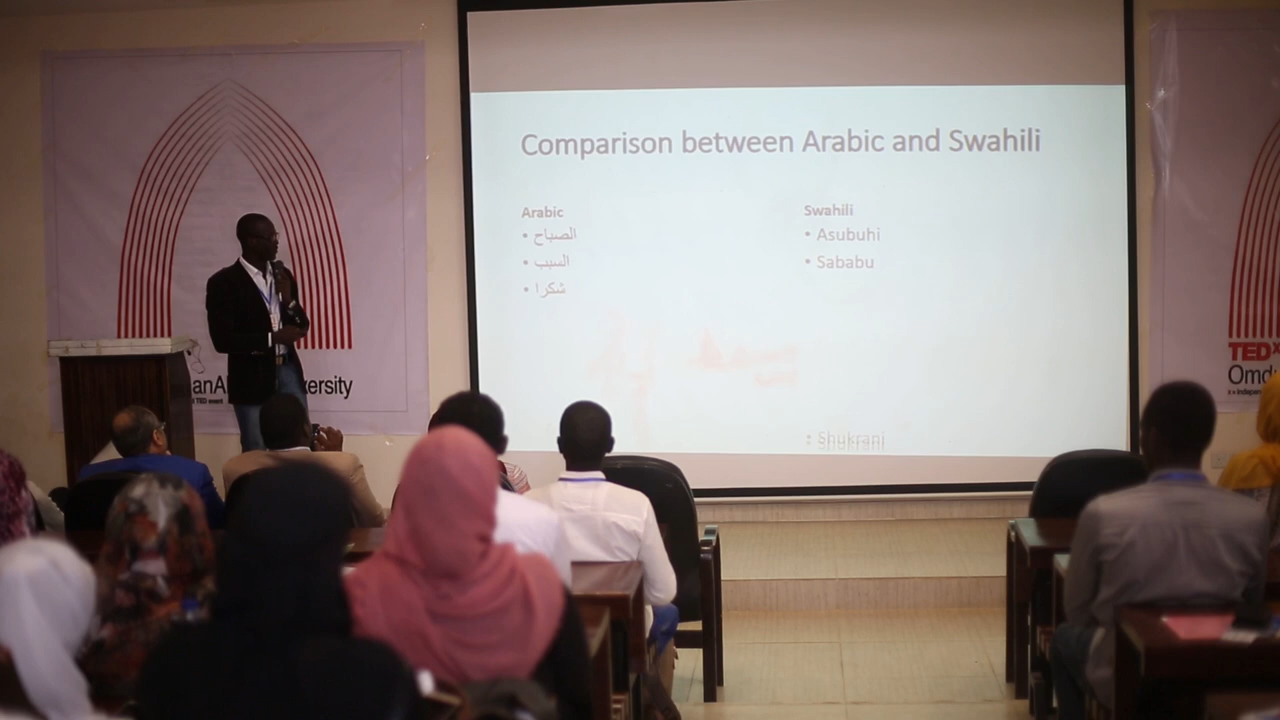 Comparison between Arabic and Swahili
Arabic
• الصباح
• السبب
• شكرا
Swahili
• Asubuhi
• Sababu
• Shukrani
TEDx